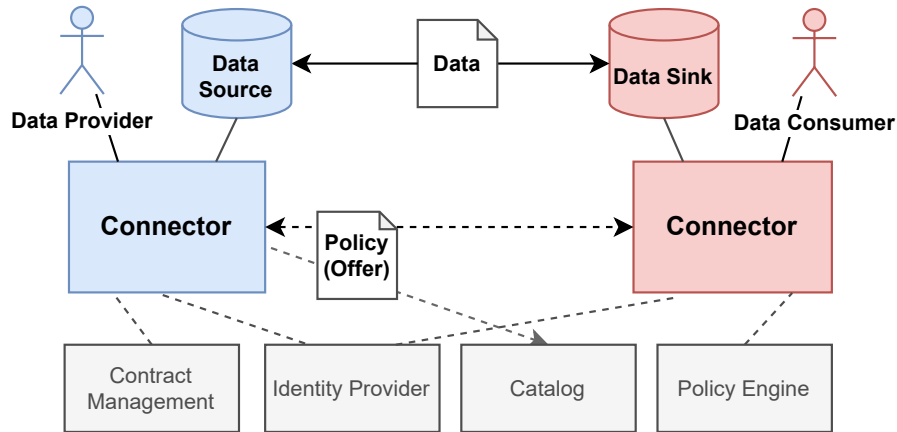 Data
Source
Data
Data Sink
Data Provider
Data Consumer
Connector
Policy
(Offer)
Connector
Contract
Management
Identity Provider
Catalog
Policy Engine